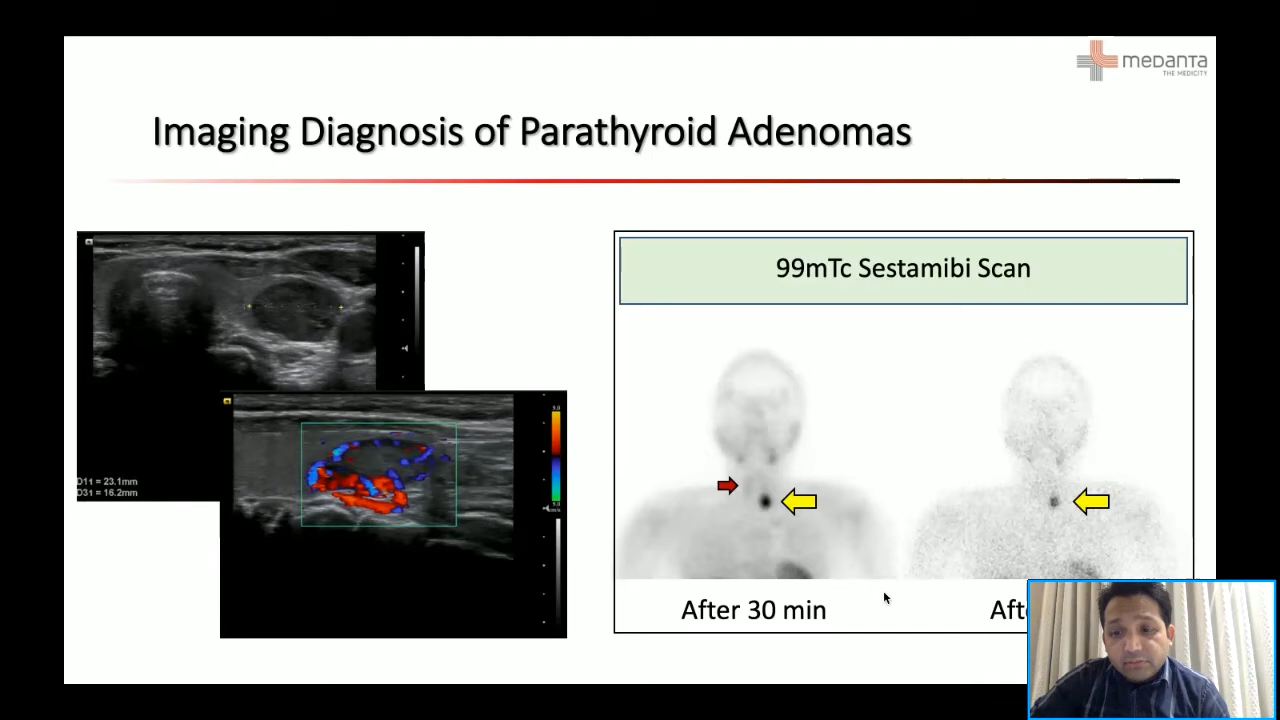 medanta
THE MEDICITY
Imaging Diagnosis of Parathyroid Adenomas
99mTc Sestamibi Scan
D1↕ = 23.1mm
D3↕ = 16.2mm
After 30 min